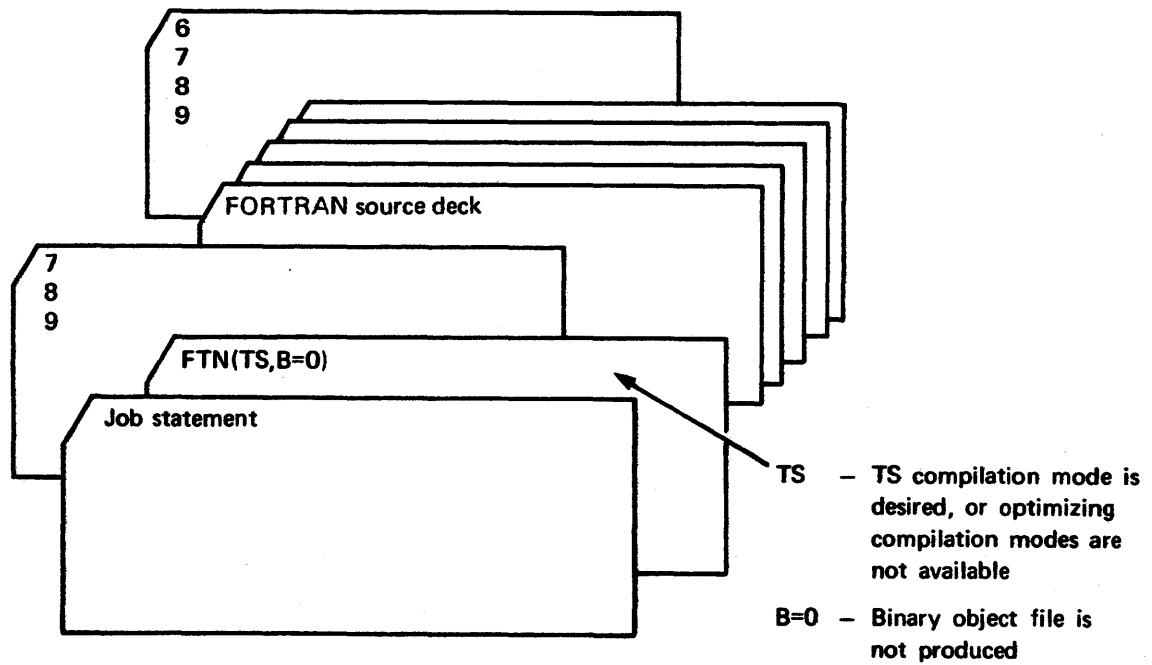 6
7
8
9
FORTRAN source deck
7
8
9
FTN(TS,B=0)
Job statement
TS – TS compilation mode is
desired, or optimizing
compilation modes are
not available
B=0 – Binary object file is
not produced